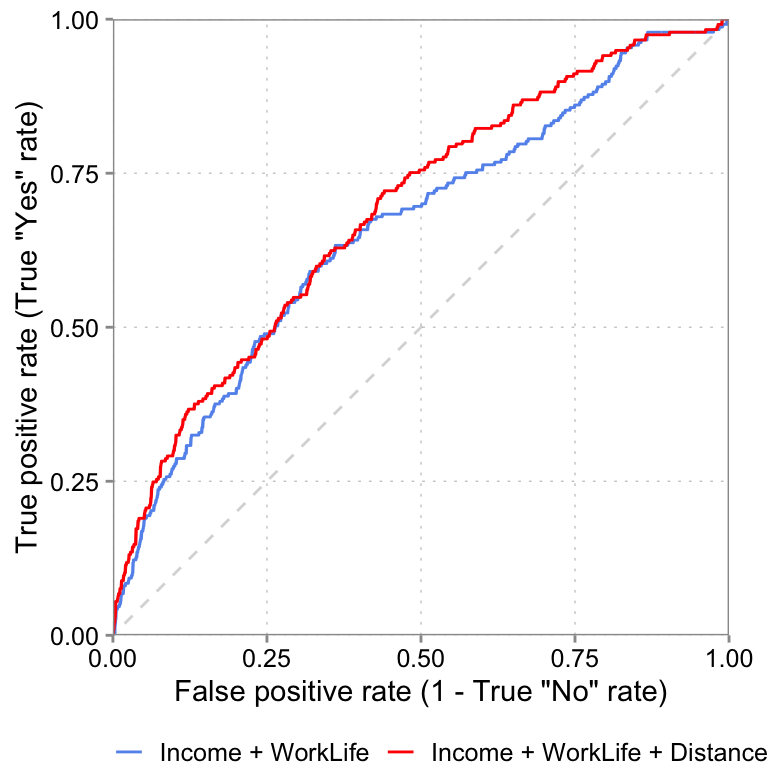 True positive rate (True "Yes" rate)
1.00
0.75
0.50
0.25
0.00
0.00 0.25 0.50 0.75 1.00
False positive rate (1 - True "No" rate)
Income + WorkLife Income + WorkLife + Distance